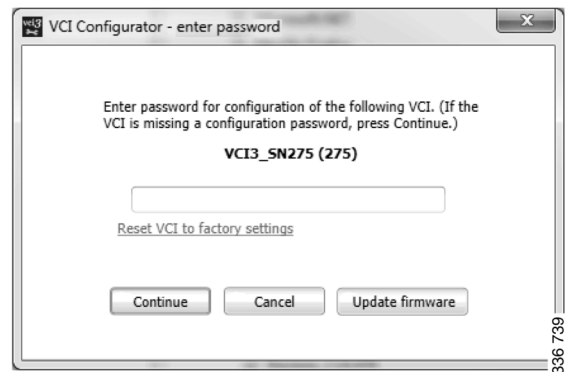 vci3 VCI Configurator - enter password
X
Enter password for configuration of the following VCI. (If the
VCI is missing a configuration password, press Continue.)
VCI3_SN275 (275)
Reset VCI to factory settings
Continue Cancel Update firmware
336 739